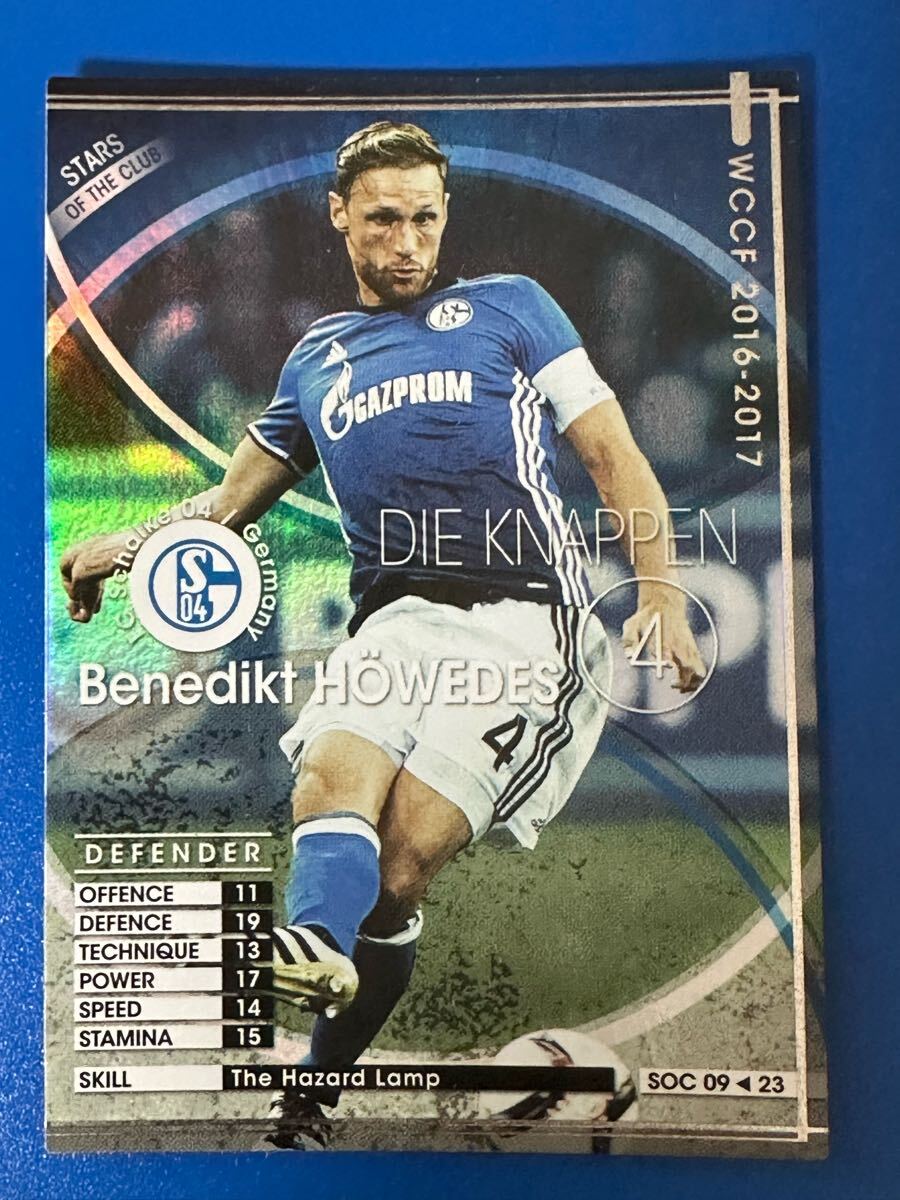 STARS
OF THE CLUB
WCCF 2016-2017
GAZPROM
DIE KNAPPEN
FC Schalke 04 / Germany
S
04
4
Benedikt HÖWEDES
4
DEFENDER
OFFENCE 11
DEFENCE 19
TECHNIQUE 13
POWER 17
SPEED 14
STAMINA 15
SKILL The Hazard Lamp
SOC 09 ◀ 23